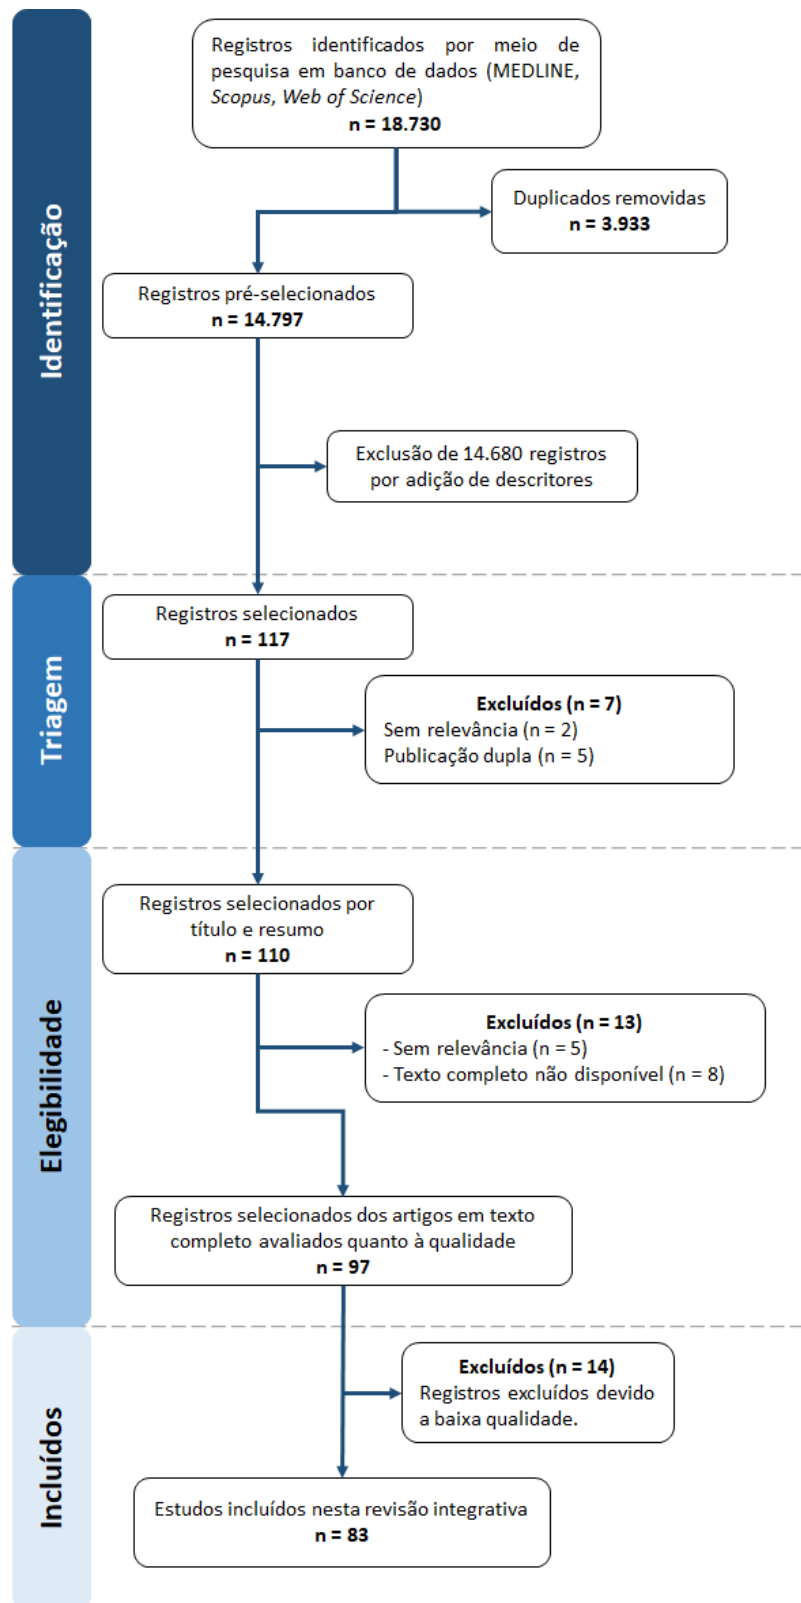 Identificação
Registros identificados por meio de
pesquisa em banco de dados (MEDLINE,
Scopus, Web of Science)
n = 18.730
Duplicados removidas
n = 3.933
Registros pré-selecionados
n = 14.797
Exclusão de 14.680 registros
por adição de descritores
Triagem
Registros selecionados
n = 117
Excluídos (n = 7)
Sem relevância (n = 2)
Publicação dupla (n = 5)
Elegibilidade
Registros selecionados por
título e resumo
n = 110
Excluídos (n = 13)
- Sem relevância (n = 5)
- Texto completo não disponível (n = 8)
Registros selecionados dos artigos em texto
completo avaliados quanto à qualidade
n = 97
Incluídos
Excluídos (n = 14)
Registros excluídos devido
a baixa qualidade.
Estudos incluídos nesta revisão integrativa
n = 83